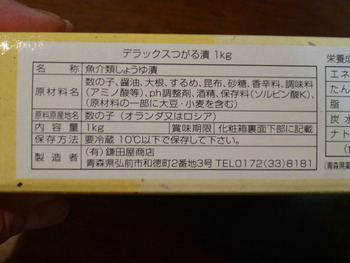 デラックスつがる漬 1kg
名称 魚介類しょうゆ漬
原材料名 数の子、醤油、大根、するめ、昆布、砂糖、香辛料、調味料
(アミノ酸等)、ph調整剤、酒精、保存料(ソルビン酸K)、
(原材料の一部に大豆・小麦を含む)
原料原産地名 数の子(オランダ又はロシア)
内容量 1kg 賞味期限 化粧箱裏面下部に記載
保存方法 要冷蔵10℃以下で保存して下さい。
製造者 (有)鎌田屋商店
青森県弘前市和徳町2番地3号 TEL0172(33)8181
栄養成
エネ
たん
脂
炭水
ナト
(青森県薬